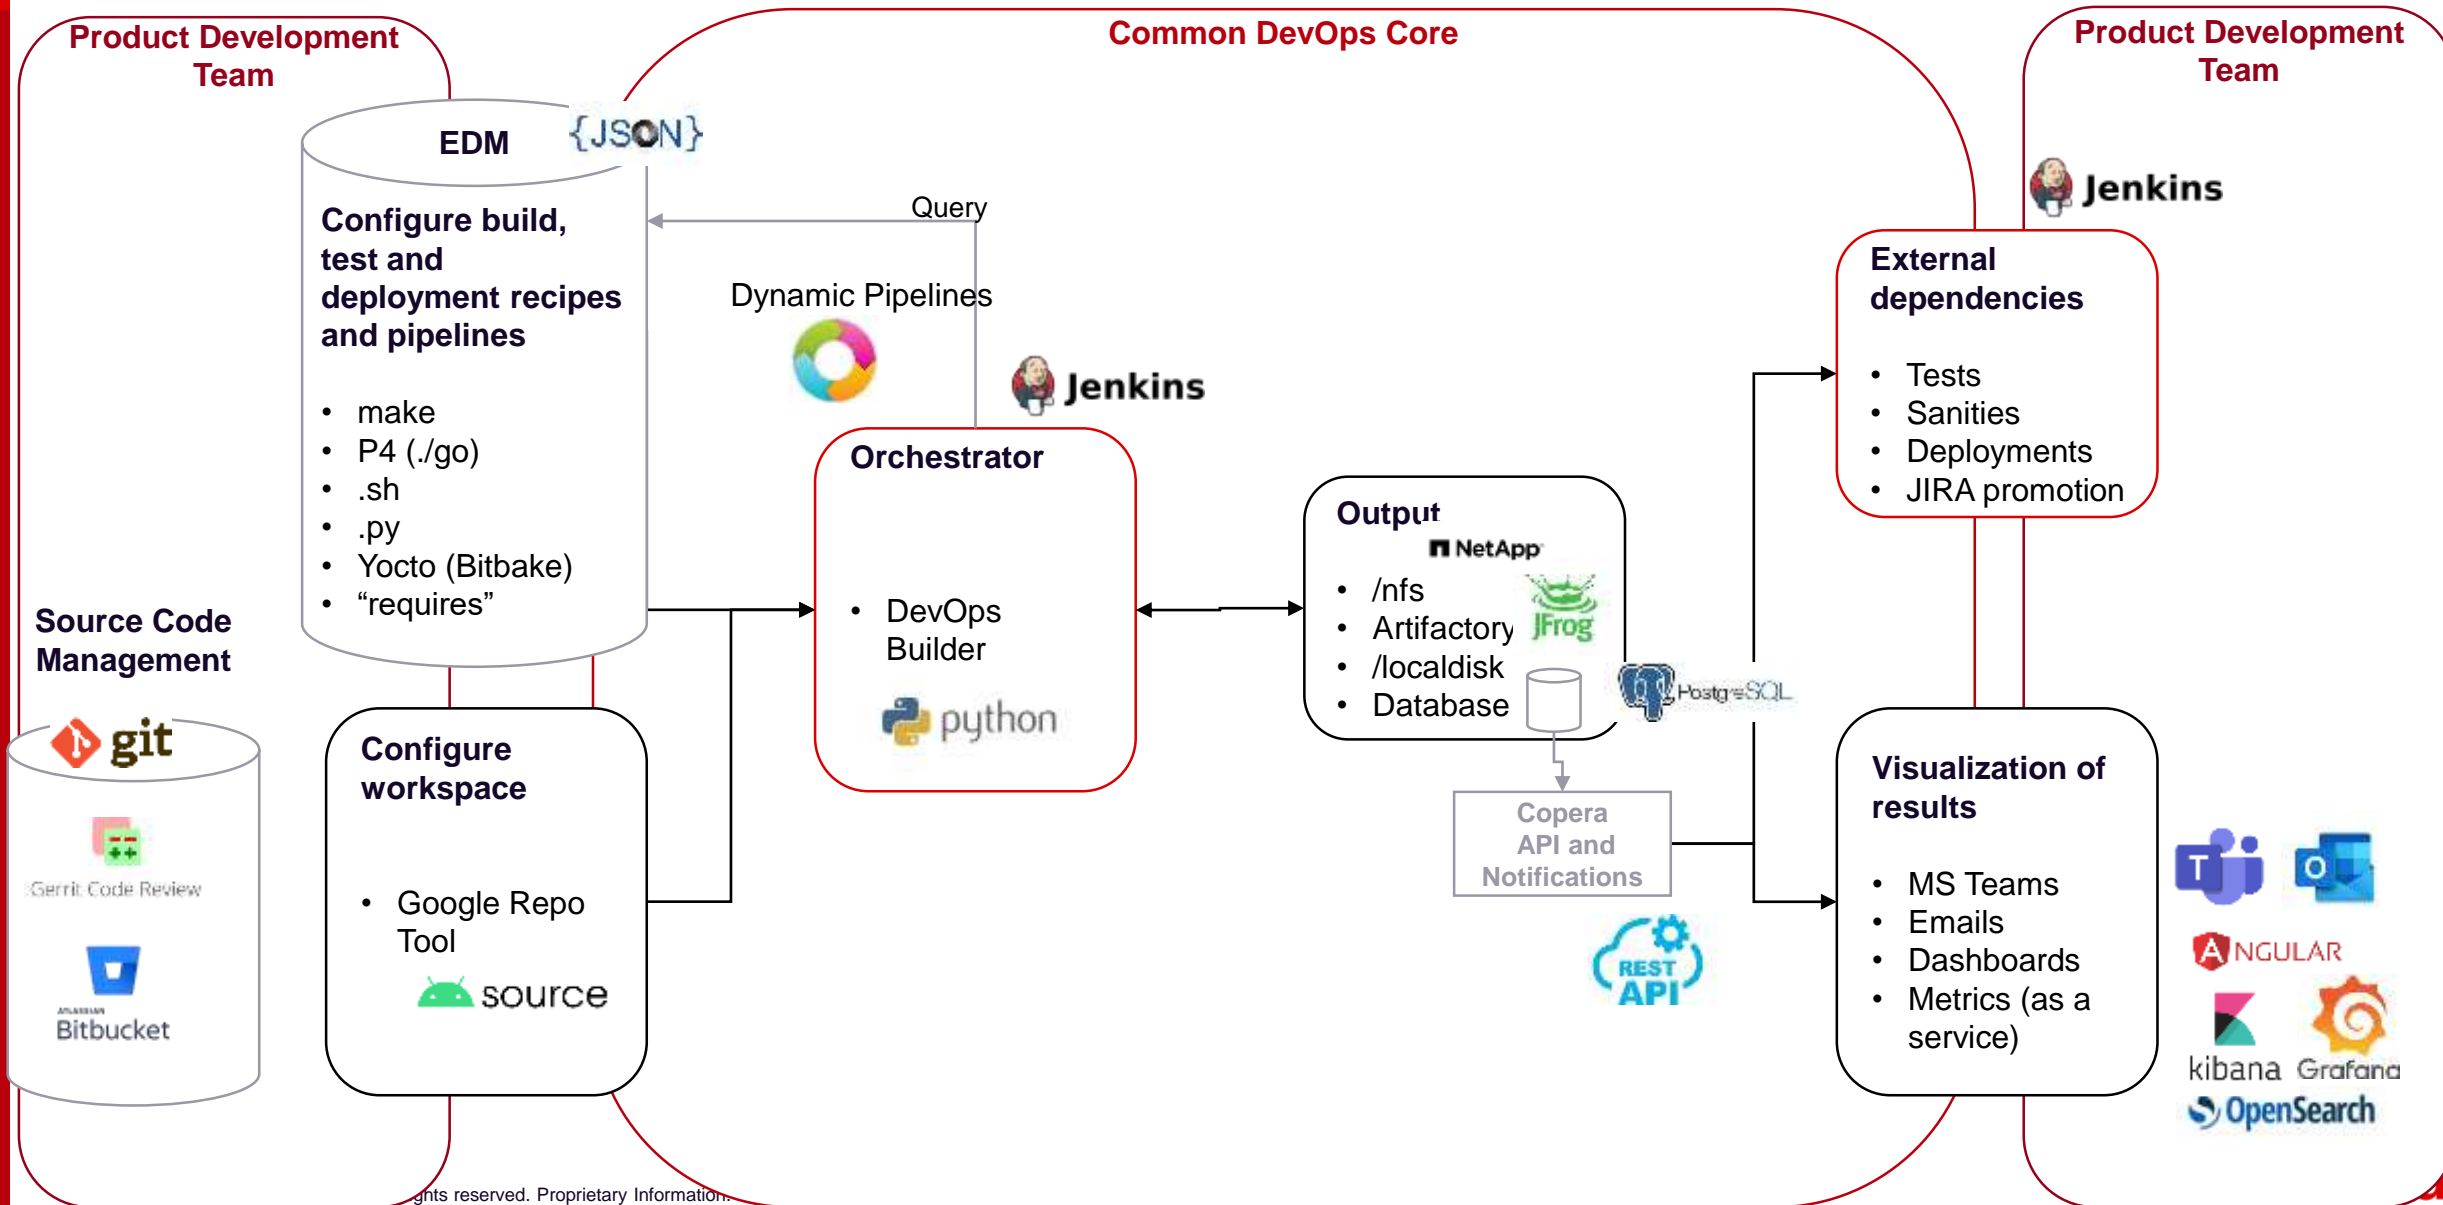 Product Development
Team
Common DevOps Core
Product Development
Team
EDM
{JSON}
Configure build,
test and
deployment recipes
and pipelines
• make
• P4 (./go)
• .sh
• .py
• Yocto (Bitbake)
• “requires”
Query
Dynamic Pipelines
Jenkins
Orchestrator
• DevOps
Builder
python
Source Code
Management
git
Gerrit Code Review
ATLASSIAN
Bitbucket
Configure
workspace
• Google Repo
Tool
source
Output
NetApp
• /nfs
• Artifactory
• /localdisk
• Database
JFrog
PostgreSQL
Copera
API and
Notifications
REST
API
Jenkins
External
dependencies
• Tests
• Sanities
• Deployments
• JIRA promotion
Visualization of
results
• MS Teams
• Emails
• Dashboards
• Metrics (as a
service)
T
O
ANGULAR
kibana
Grafana
OpenSearch
ghts reserved. Proprietary Information.